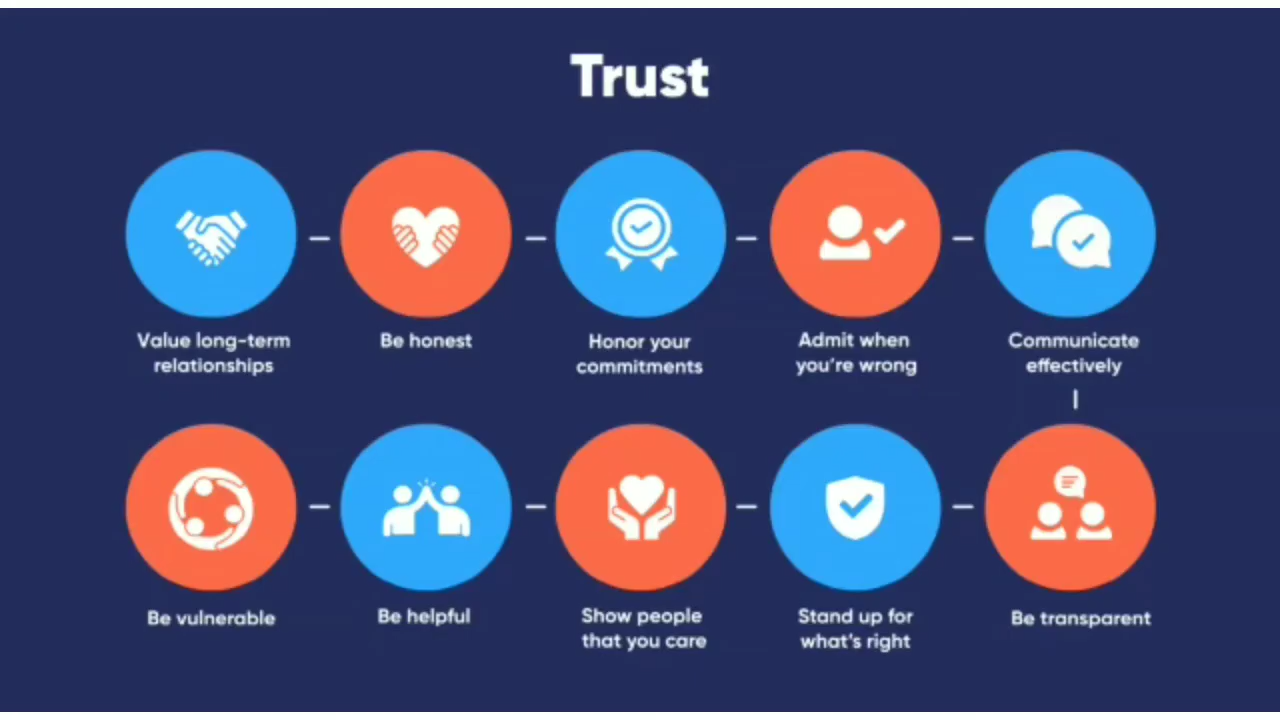 Trust
Value long-term
relationships
Be honest
Honor your
commitments
Admit when
you're wrong
Communicate
effectively
Be vulnerable
Be helpful
Show people
that you care
Stand up for
what's right
Be transparent